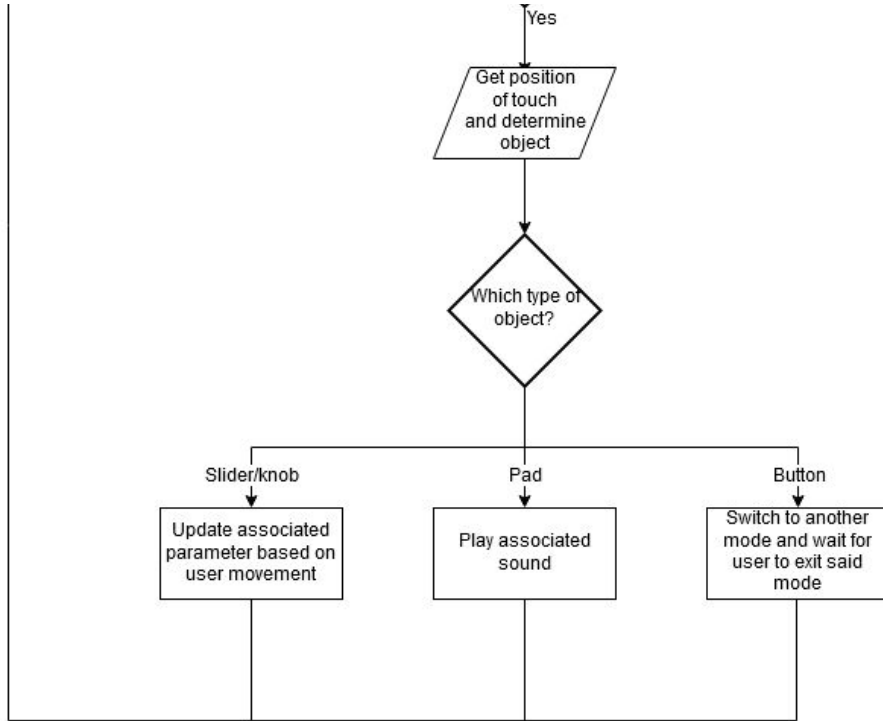 Yes
Get position
of touch
and determine
object
Which type of
object?
Slider/knob
Pad
Button
Update associated
parameter based on
user movement
Play associated
sound
Switch to another
mode and wait for
user to exit said
mode